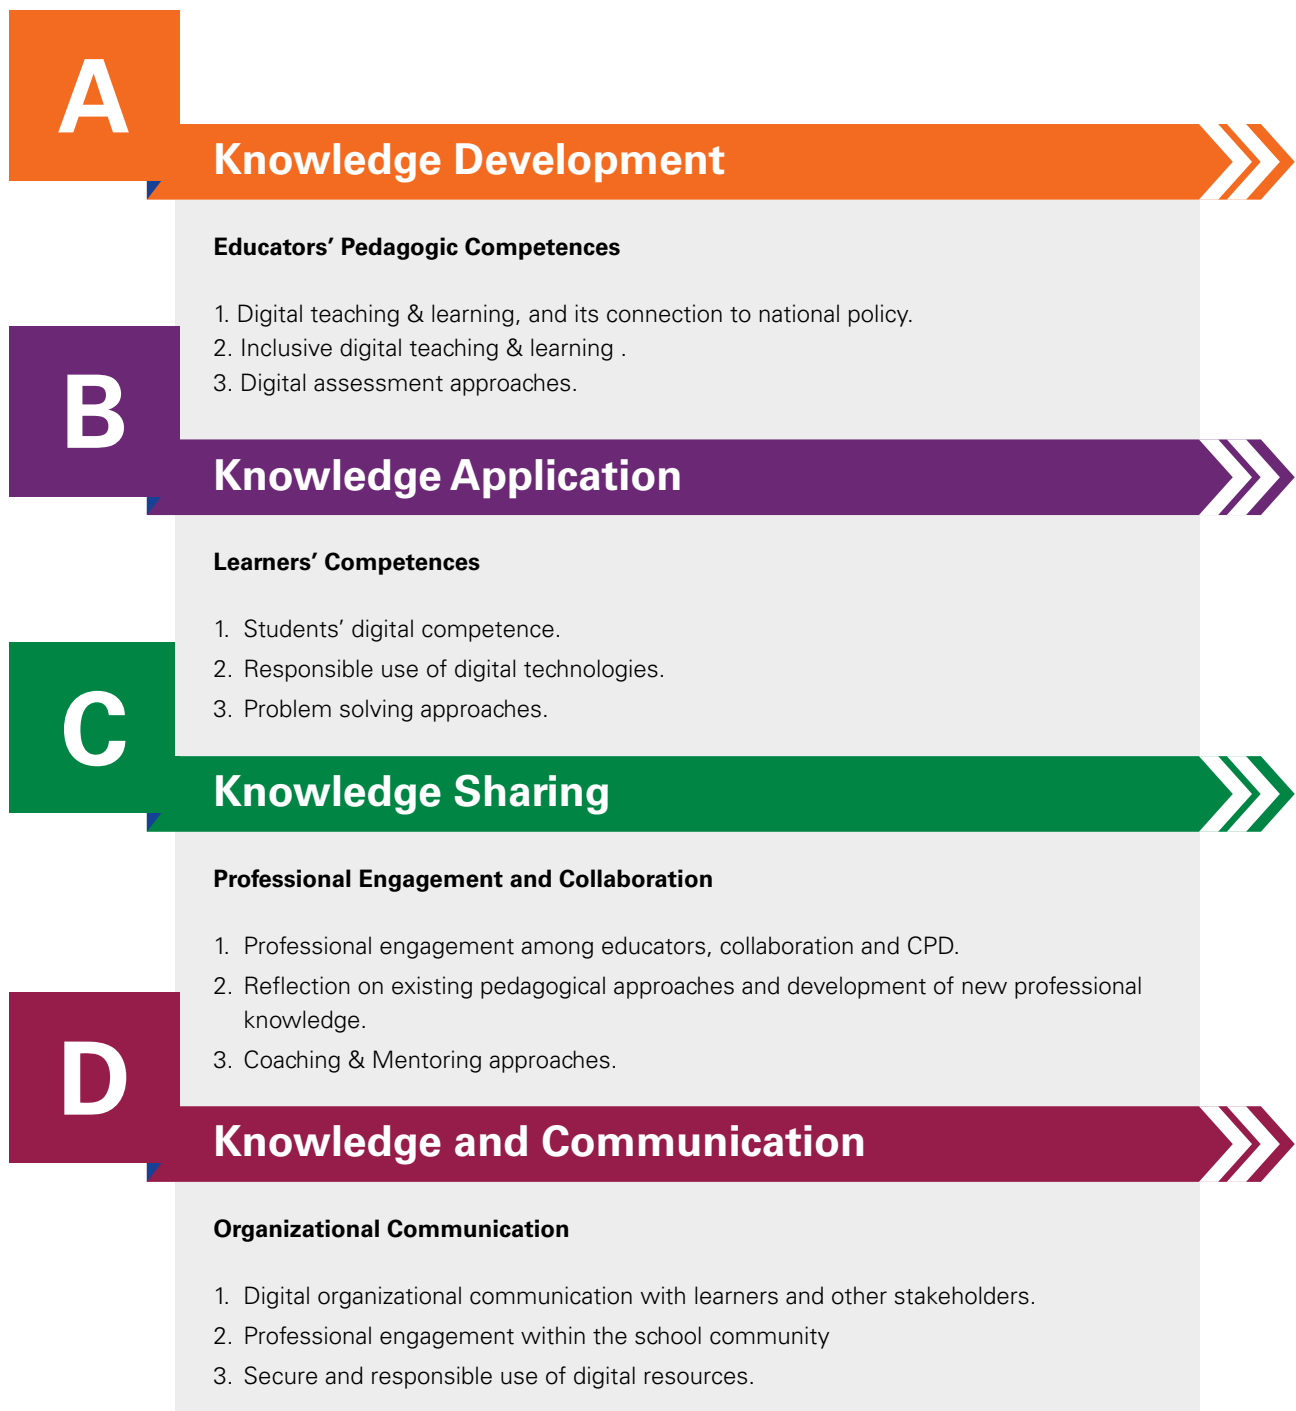 A
Knowledge Development
Educators’ Pedagogic Competences
1. Digital teaching & learning, and its connection to national policy.
2. Inclusive digital teaching & learning .
3. Digital assessment approaches.
B
Knowledge Application
Learners’ Competences
1. Students’ digital competence.
2. Responsible use of digital technologies.
3. Problem solving approaches.
C
Knowledge Sharing
Professional Engagement and Collaboration
1. Professional engagement among educators, collaboration and CPD.
2. Reflection on existing pedagogical approaches and development of new professional
knowledge.
3. Coaching & Mentoring approaches.
D
Knowledge and Communication
Organizational Communication
1. Digital organizational communication with learners and other stakeholders.
2. Professional engagement within the school community
3. Secure and responsible use of digital resources.